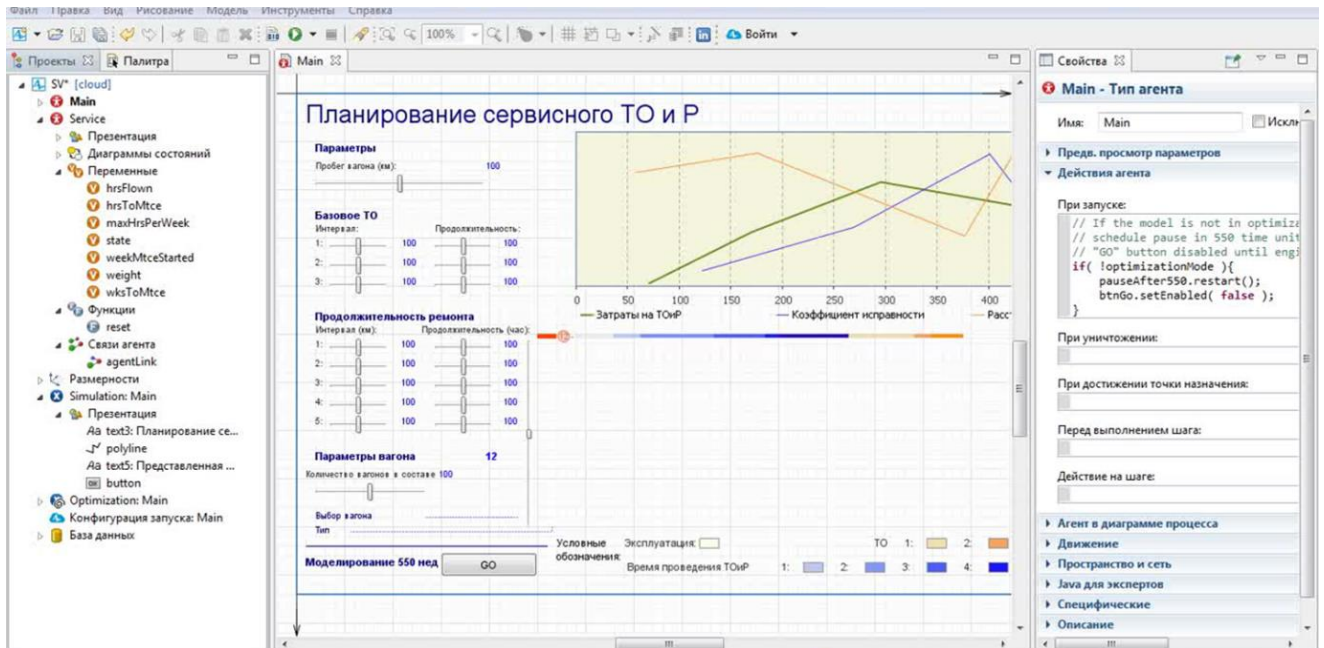 Файл Правка Вид Рисование Модель Инструменты Справка
100% Войти
Проекты Палитра
SV* [cloud]
Main
Service
Презентация
Диаграммы состояний
Переменные
hrsFlown
hrsToMtce
maxHrsPerWeek
state
weekMtceStarted
weight
wksToMtce
Функции
reset
Связи агента
agentLink
Размерности
Simulation: Main
Презентация
Aa text3: Планирование се...
polyline
Aa text5: Представленная ...
button
Optimization: Main
Конфигурация запуска: Main
База данных
Main
Планирование сервисного ТО и Р
Параметры
Пробег вагона (км): 100
Базовое ТО
Интервал: Продолжительность:
1: 100 100
2: 100 100
3: 100 100
Продолжительность ремонта
Интервал (км): Продолжительность (час):
1: 100 100
2: 100 100
3: 100 100
4: 100 100
5: 100 100
Параметры вагона 12
Количество вагонов в составе 100
Выбор вагона
Тип
Моделирование 550 нед GO
0 50 100 150 200 250 300 350 400
Затраты на ТОиР Коэффициент исправности Расс
Условные обозначения: Эксплуатация: ТО 1: 2:
Время проведения ТОиР 1: 2: 3: 4:
Свойства
Main - Тип агента
Имя: Main Исклю
Предв. просмотр параметров
Действия агента
При запуске:
// If the model is not in optimiza
// schedule pause in 550 time unit
// "GO" button disabled until engi
if( !optimizationMode ){
pauseAfter550.restart();
btnGo.setEnabled( false );
}
При уничтожении:
При достижении точки назначения:
Перед выполнением шага:
Действие на шаге:
Агент в диаграмме процесса
Движение
Пространство и сеть
Java для экспертов
Специфические
Описание